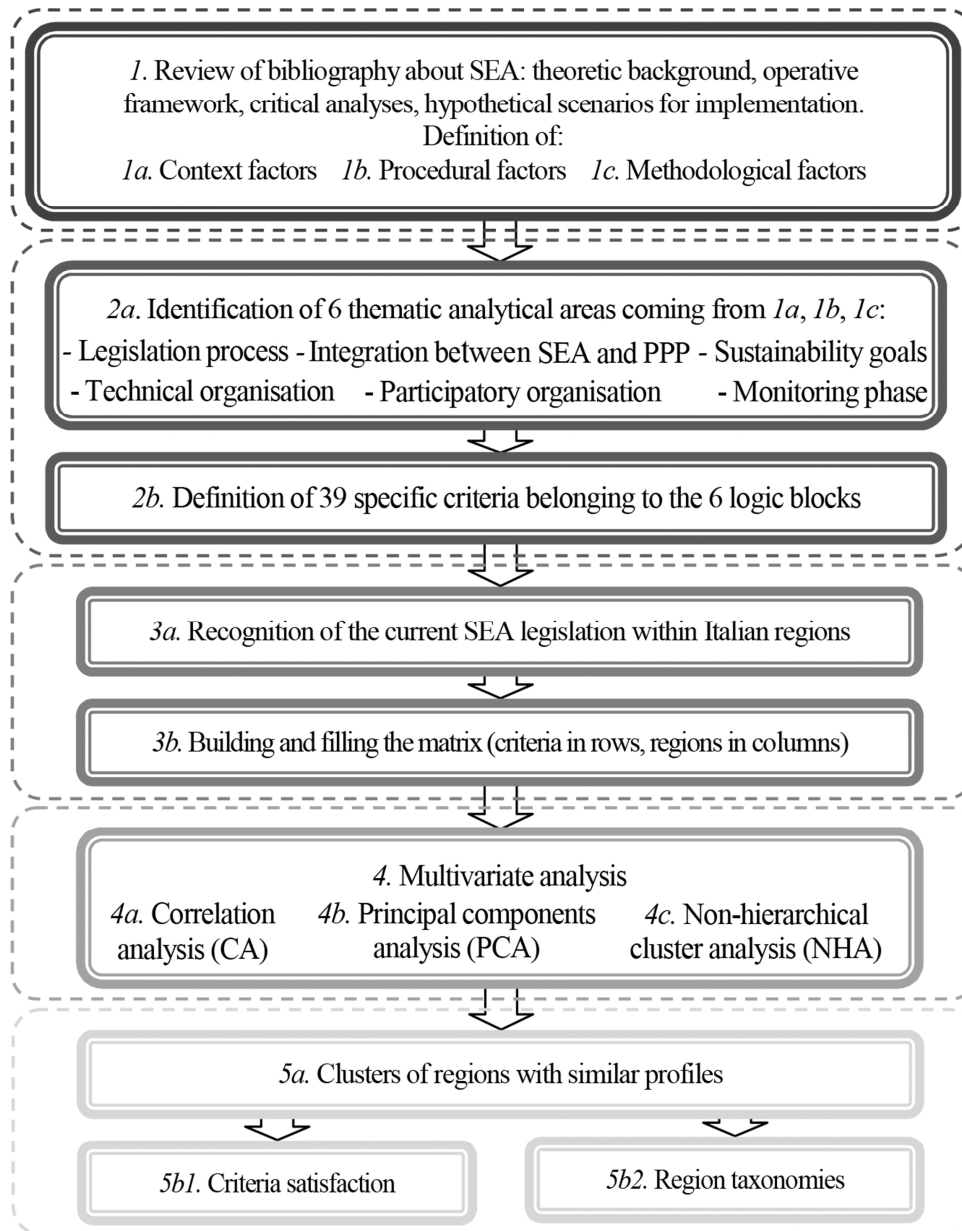 1. Review of bibliography about SEA: theoretic background, operative
framework, critical analyses, hypothetical scenarios for implementation.
Definition of:
1a. Context factors 1b. Procedural factors 1c. Methodological factors
2a. Identification of 6 thematic analytical areas coming from 1a, 1b, 1c:
- Legislation process - Integration between SEA and PPP - Sustainability goals
- Technical organisation - Participatory organisation - Monitoring phase
2b. Definition of 39 specific criteria belonging to the 6 logic blocks
3a. Recognition of the current SEA legislation within Italian regions
3b. Building and filling the matrix (criteria in rows, regions in columns)
4. Multivariate analysis
4a. Correlation
analysis (CA)
4b. Principal components
analysis (PCA)
4c. Non-hierarchical
cluster analysis (NHA)
5a. Clusters of regions with similar profiles
5b1. Criteria satisfaction
5b2. Region taxonomies